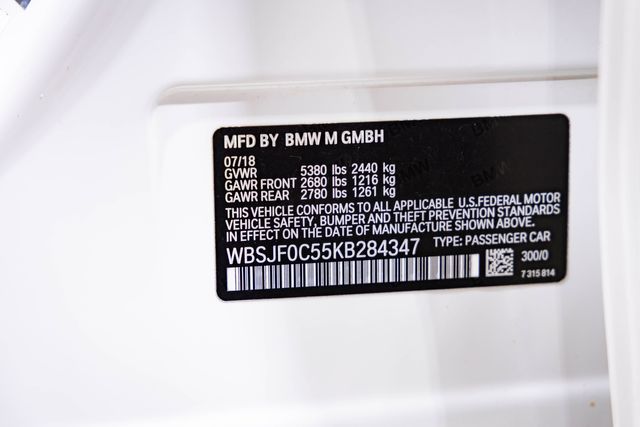 MFD BY BMW M GMBH
07/18
GVWR 5380 lbs 2440 kg
GAWR FRONT 2680 lbs 1216 kg
GAWR REAR 2780 lbs 1261 kg
THIS VEHICLE CONFORMS TO ALL APPLICABLE U.S.FEDERAL MOTOR
VEHICLE SAFETY, BUMPER AND THEFT PREVENTION STANDARDS
IN EFFECT ON THE DATE OF MANUFACTURE SHOWN ABOVE.
WBSJF0C55KB284347 TYPE: PASSENGER CAR
300/0
7 315 814